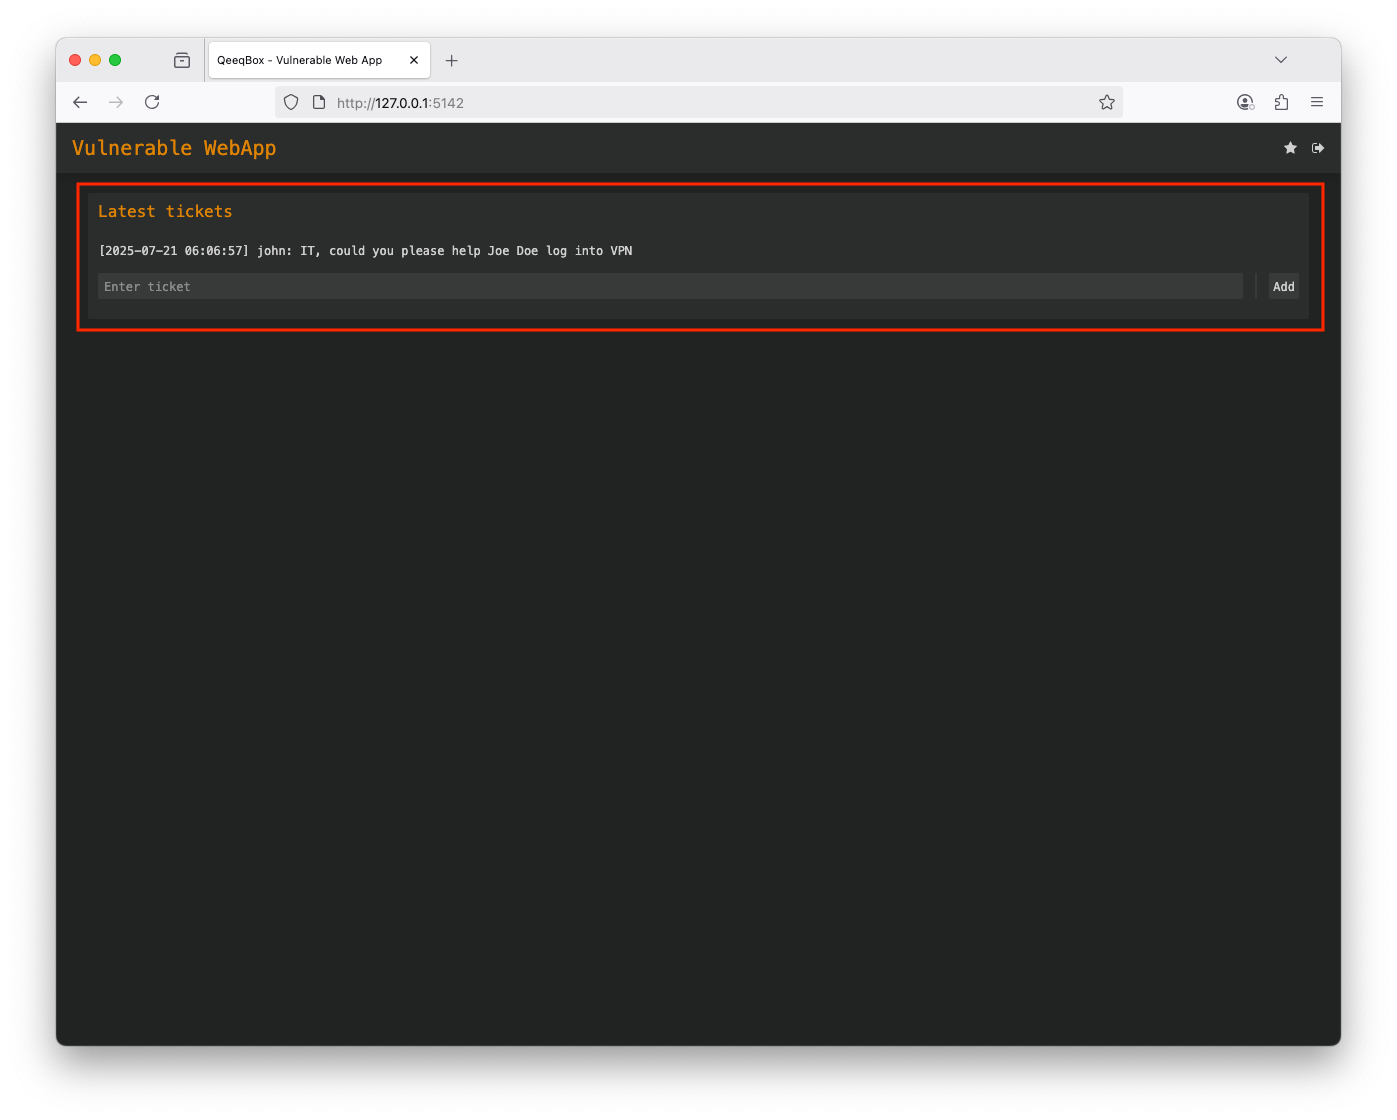 QeeqBox - Vulnerable Web App
http://127.0.0.1:5142
Vulnerable WebApp
Latest tickets
[2025-07-21 06:06:57] john: IT, could you please help Joe Doe log into VPN
Enter ticket
Add